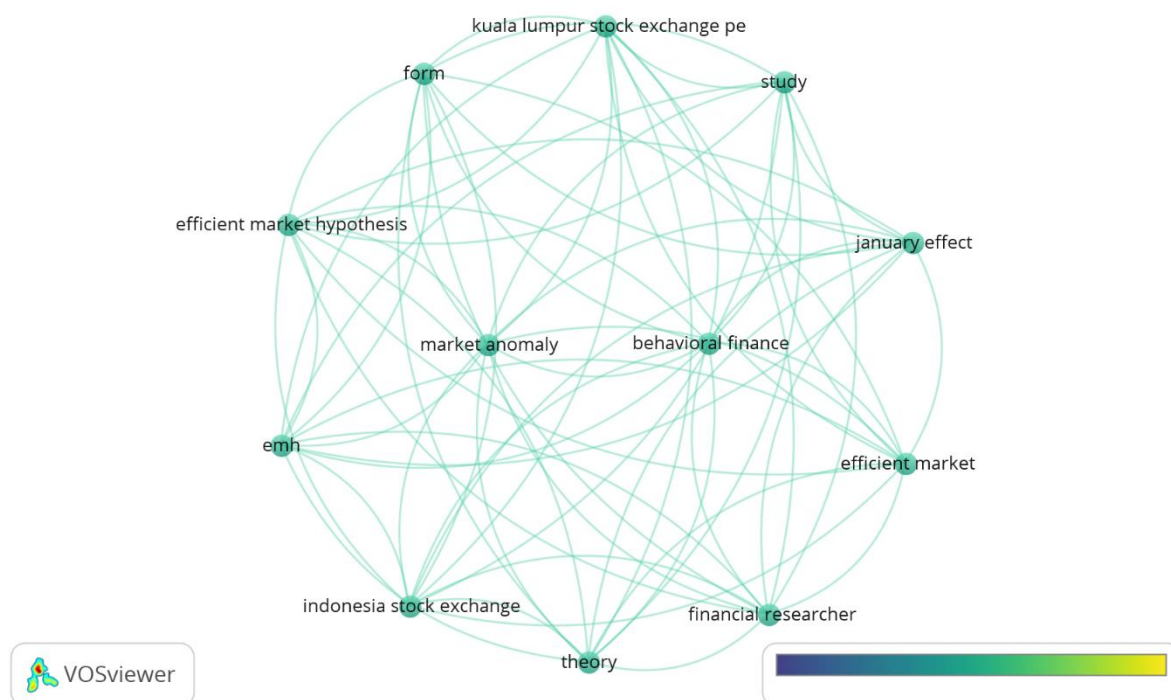 kuala lumpur stock exchange pe
form
study
efficient market hypothesis
january effect
market anomaly
behavioral finance
emh
efficient market
indonesia stock exchange
financial researcher
theory
VOSviewer